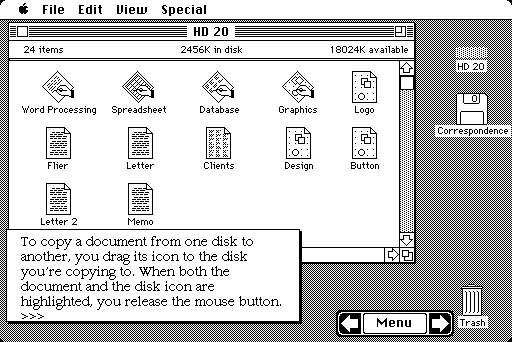 File Edit View Special
HD 20
24 items 2456K in disk 18024K available
Word Processing Spreadsheet Database Graphics Logo
Flier Letter Clients Design Button
Letter 2 Memo
HD 20
Correspondence
Trash
To copy a document from one disk to
another, you drag its icon to the disk
you're copying to. When both the
document and the disk icon are
highlighted, you release the mouse button.
>>>
Menu